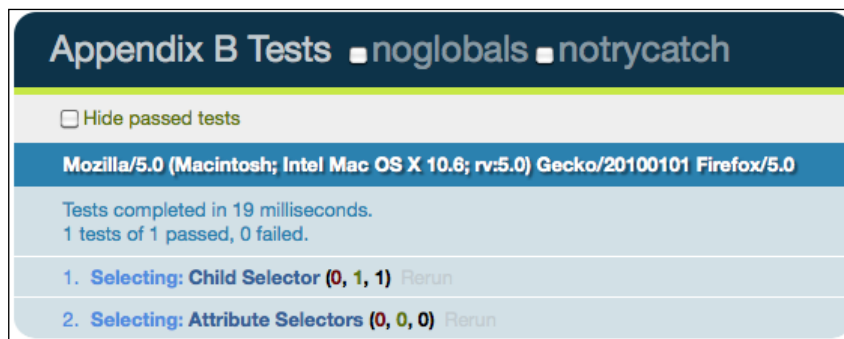 Appendix B Tests noglobals notrycatch
Hide passed tests
Mozilla/5.0 (Macintosh; Intel Mac OS X 10.6; rv:5.0) Gecko/20100101 Firefox/5.0
Tests completed in 19 milliseconds.
1 tests of 1 passed, 0 failed.
1. Selecting: Child Selector (0, 1, 1) Rerun
2. Selecting: Attribute Selectors (0, 0, 0) Rerun